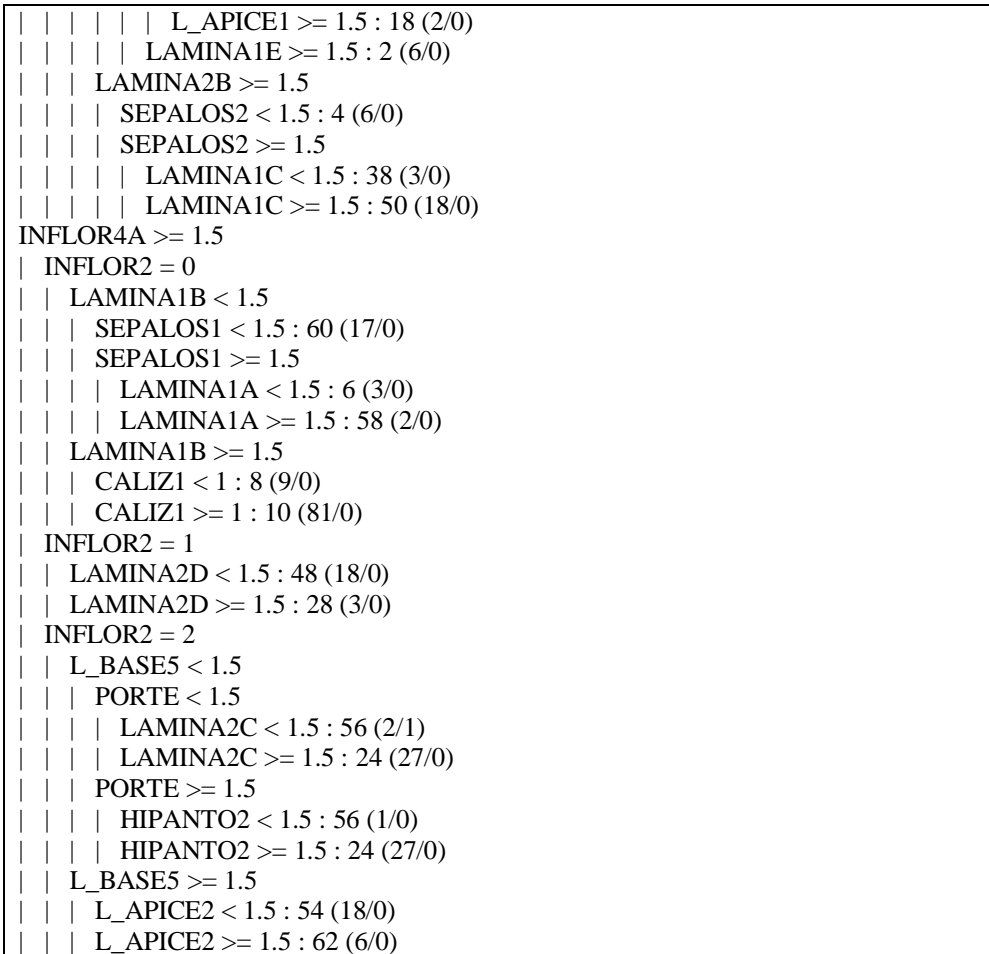 | | | | | | L_APICE1 >= 1.5 : 18 (2/0)
| | | | | LAMINA1E >= 1.5 : 2 (6/0)
| | | LAMINA2B >= 1.5
| | | | SEPALOS2 < 1.5 : 4 (6/0)
| | | | SEPALOS2 >= 1.5
| | | | | LAMINA1C < 1.5 : 38 (3/0)
| | | | | LAMINA1C >= 1.5 : 50 (18/0)
INFLOR4A >= 1.5
| INFLOR2 = 0
| | LAMINA1B < 1.5
| | | SEPALOS1 < 1.5 : 60 (17/0)
| | | SEPALOS1 >= 1.5
| | | | LAMINA1A < 1.5 : 6 (3/0)
| | | | LAMINA1A >= 1.5 : 58 (2/0)
| | LAMINA1B >= 1.5
| | | CALIZ1 < 1 : 8 (9/0)
| | | CALIZ1 >= 1 : 10 (81/0)
| INFLOR2 = 1
| | LAMINA2D < 1.5 : 48 (18/0)
| | LAMINA2D >= 1.5 : 28 (3/0)
| INFLOR2 = 2
| | L_BASE5 < 1.5
| | | PORTE < 1.5
| | | | LAMINA2C < 1.5 : 56 (2/1)
| | | | LAMINA2C >= 1.5 : 24 (27/0)
| | | PORTE >= 1.5
| | | | HIPANTO2 < 1.5 : 56 (1/0)
| | | | HIPANTO2 >= 1.5 : 24 (27/0)
| | L_BASE5 >= 1.5
| | | L_APICE2 < 1.5 : 54 (18/0)
| | | L_APICE2 >= 1.5 : 62 (6/0)